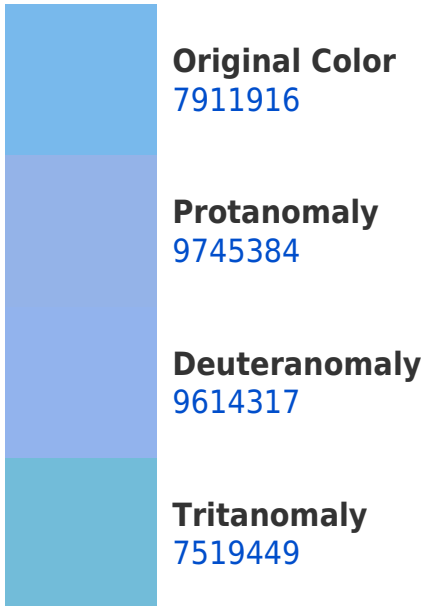 Original Color
7911916
Protanomaly
9745384
Deuteranomaly
9614317
Tritanomaly
7519449